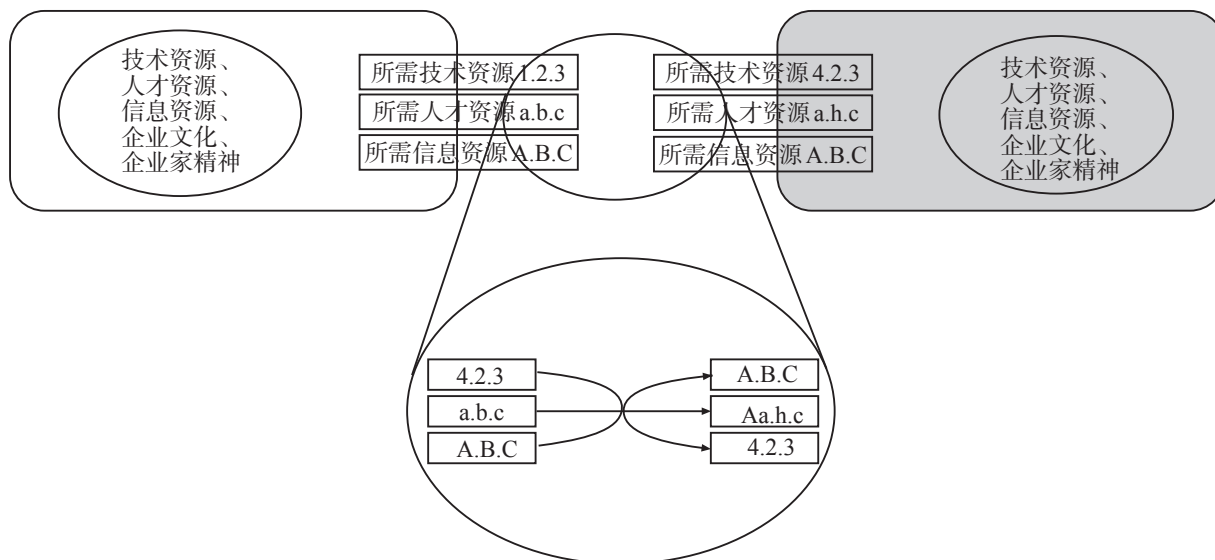 技术资源、
人才资源、
信息资源、
企业文化、
企业家精神
所需技术资源1.2.3
所需人才资源a.b.c
所需信息资源A.B.C
所需技术资源4.2.3
所需人才资源a.h.c
所需信息资源A.B.C
技术资源、
人才资源、
信息资源、
企业文化、
企业家精神
4.2.3
a.b.c
A.B.C
A.B.C
Aa.h.c
4.2.3